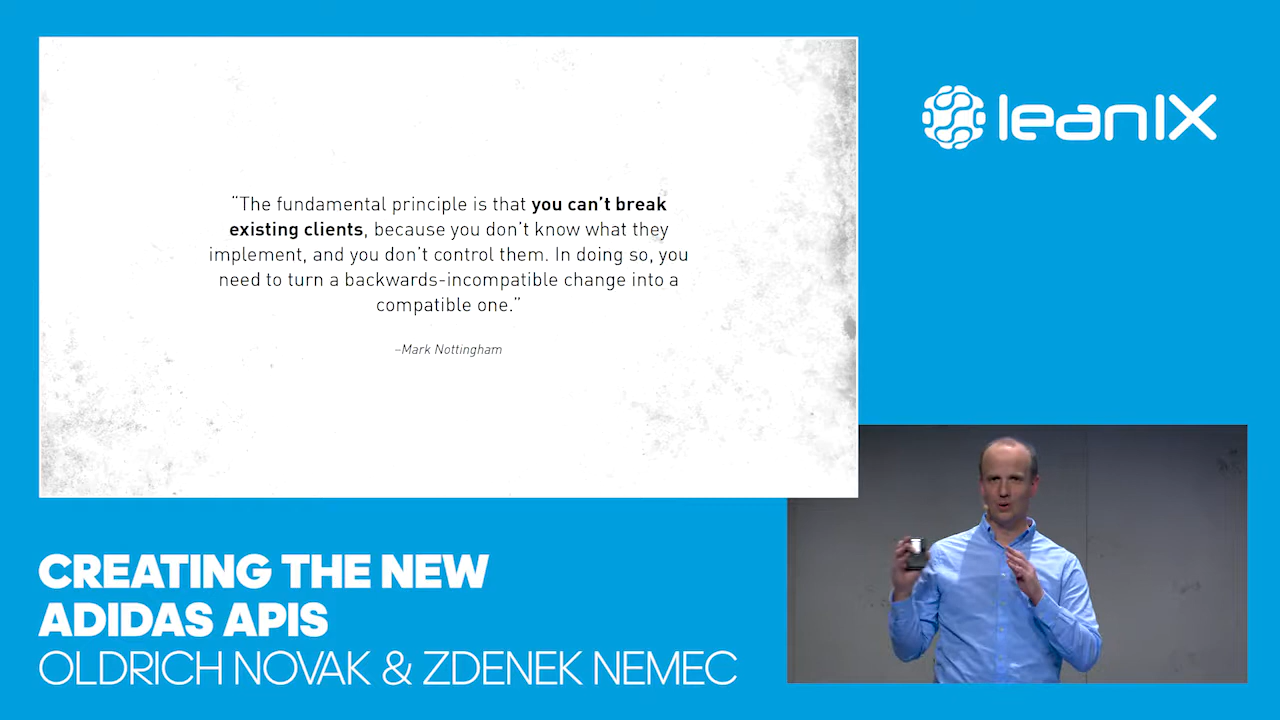 “The fundamental principle is that you can’t break
existing clients, because you don’t know what they
implement, and you don’t control them. In doing so, you
need to turn a backwards-incompatible change into a
compatible one.”
–Mark Nottingham
leanIX
CREATING THE NEW
ADIDAS APIS
OLDRICH NOVAK & ZDENEK NEMEC